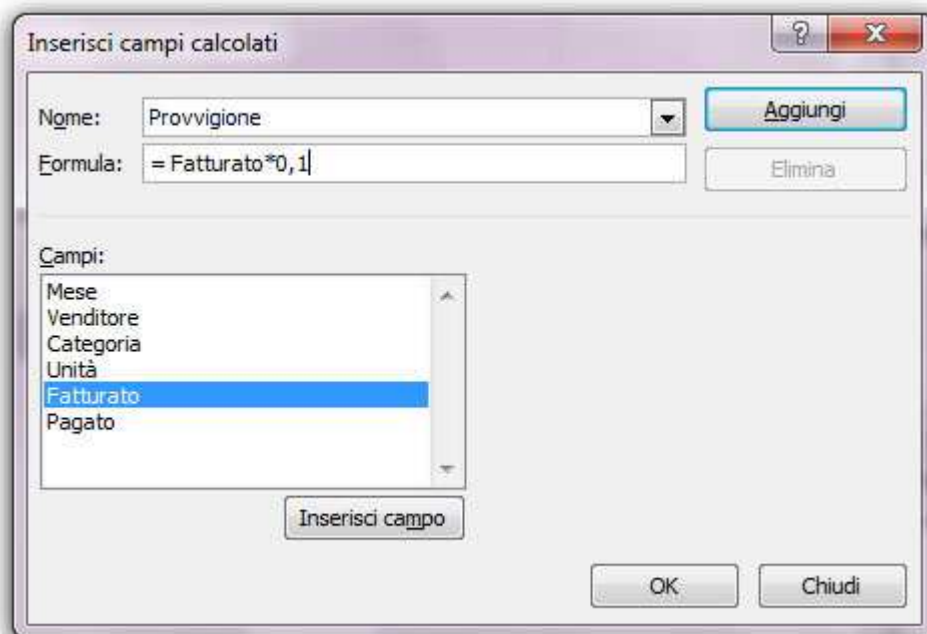 Inserisci campi calcolati
Nome: Provvigione Aggiungi
Formula: = Fatturato*0,1 Elimina
Campi:
Mese
Venditore
Categoria
Unità
Fatturato
Pagato
Inserisci campo
OK Chiudi